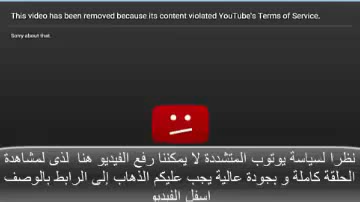 This video has been removed because its content violated YouTube's Terms of Service.
Sorry about that.
نظرا لسياسة يوتوب المتشددة لا يمكننا رفع الفيديو هنا لذى لمشاهدة
الحلقة كاملة و بجودة عالية يجب عليكم الذهاب إلى الرابط بالوصف
اسفل الفيديو